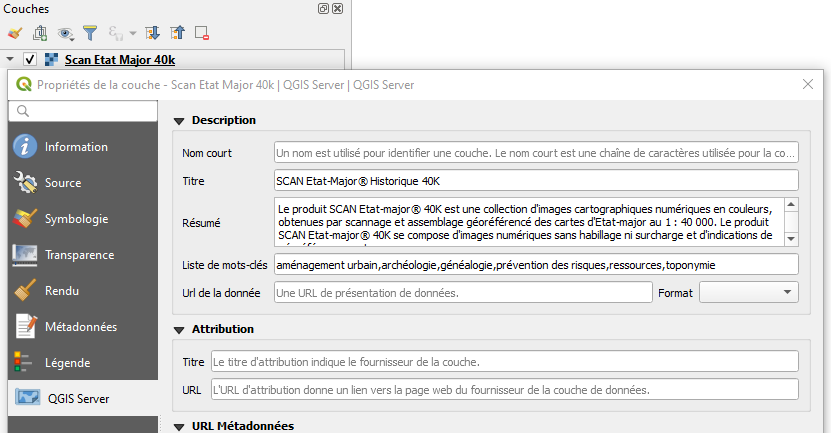 Couches
Scan Etat Major 40k
Propriétés de la couche - Scan Etat Major 40k | QGIS Server | QGIS Server
Information
Source
Symbologie
Transparence
Rendu
Métadonnées
Légende
QGIS Server
Description
Nom court
Un nom est utilisé pour identifier une couche. Le nom court est une chaîne de caractères utilisée pour la co...
Titre
SCAN Etat-Major® Historique 40K
Résumé
Le produit SCAN Etat-major® 40K est une collection d'images cartographiques numériques en couleurs,
obtenues par scannage et assemblage géoréférencé des cartes d'Etat-major au 1 : 40 000. Le produit
SCAN Etat-major® 40K se compose d'images numériques sans habillage ni surcharge et d'indications de
Liste de mots-clés
aménagement urbain,archéologie,généalogie,prévention des risques,ressources,toponymie
Url de la donnée
Une URL de présentation de données.
Format
Attribution
Titre
Le titre d'attribution indique le fournisseur de la couche.
URL
L'URL d'attribution donne un lien vers la page web du fournisseur de la couche de données.
URL Métadonnées